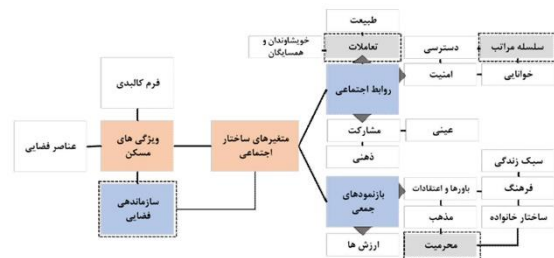 طبیعت
خویشاوندان و
همسایگان
تعاملات
دسترسی
سلسله مراتب
روابط اجتماعی
امنیت
خوانایی
فرم کالبدی
مشارکت
عینی
عناصر فضایی
ویژگی های
مسکن
متغیرهای ساختار
اجتماعی
ذهنی
سبک زندگی
سازماندهی
فضایی
بازنمودهای
جمعی
باورها و اعتقادات
فرهنگ
مذهب
ساختار خانواده
ارزش ها
محرمیت